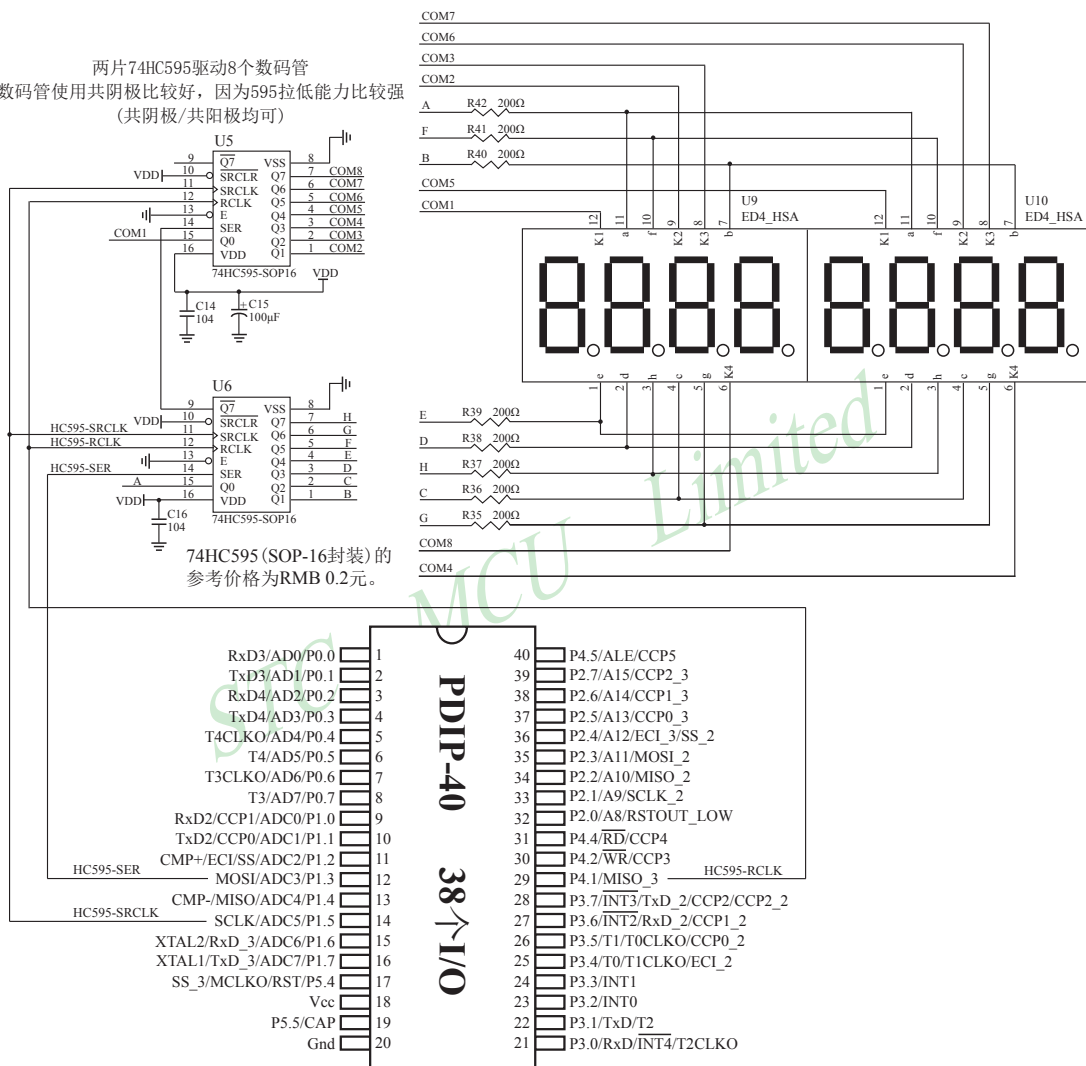 COM7
COM6
COM3
COM2
A R42 200Ω
F R41 200Ω
B R40 200Ω
COM5
COM1
两片74HC595驱动8个数码管
数码管使用共阴极比较好，因为595拉低能力比较强
(共阴极/共阳极均可)
U5
9 Q7 VSS 8
VDD 10 SRCLR Q7 7 COM8
11 SRCLK Q6 6 COM7
12 RCLK Q5 5 COM6
13 E Q4 4 COM5
14 SER Q3 3 COM4
COM1 15 Q0 Q2 2 COM3
16 VDD Q1 1 COM2
74HC595-SOP16
VDD
C14 104
C15 100μF
+
U9
ED4_HSA
12 11 10 9 8 7
K1 a f K2 K3 b
e d h c g K4
1 2 3 4 5 6
U10
ED4_HSA
12 11 10 9 8 7
K1 a f K2 K3 b
e d h c g K4
1 2 3 4 5 6
U6
9 Q7 VSS 8
VDD 10 SRCLR Q7 7 H
HC595-SRCLK 11 SRCLK Q6 6 G
HC595-RCLK 12 RCLK Q5 5 F
13 E Q4 4 E
HC595-SER 14 SER Q3 3 D
A 15 Q0 Q2 2 C
VDD 16 VDD Q1 1 B
74HC595-SOP16
C16 104
E R39 200Ω
D R38 200Ω
H R37 200Ω
C R36 200Ω
G R35 200Ω
COM8
COM4
74HC595(SOP-16封装)的
参考价格为RMB 0.2元。
STC MCU Limited
PDIP-40 38个I/O
RxD3/AD0/P0.0 1
TxD3/AD1/P0.1 2
RxD4/AD2/P0.2 3
TxD4/AD3/P0.3 4
T4CLKO/AD4/P0.4 5
T4/AD5/P0.5 6
T3CLKO/AD6/P0.6 7
T3/AD7/P0.7 8
RxD2/CCP1/ADC0/P1.0 9
TxD2/CCP0/ADC1/P1.1 10
CMP+/ECI/SS/ADC2/P1.2 11
HC595-SER MOSI/ADC3/P1.3 12
CMP-/MISO/ADC4/P1.4 13
HC595-SRCLK SCLK/ADC5/P1.5 14
XTAL2/RxD_3/ADC6/P1.6 15
XTAL1/TxD_3/ADC7/P1.7 16
SS_3/MCLKO/RST/P5.4 17
Vcc 18
P5.5/CAP 19
Gnd 20
40 P4.5/ALE/CCP5
39 P2.7/A15/CCP2_3
38 P2.6/A14/CCP1_3
37 P2.5/A13/CCP0_3
36 P2.4/A12/ECI_3/SS_2
35 P2.3/A11/MOSI_2
34 P2.2/A10/MISO_2
33 P2.1/A9/SCLK_2
32 P2.0/A8/RSTOUT_LOW
31 P4.4/RD/CCP4
30 P4.2/WR/CCP3
29 P4.1/MISO_3 HC595-RCLK
28 P3.7/INT3/TxD_2/CCP2/CCP2_2
27 P3.6/INT2/RxD_2/CCP1_2
26 P3.5/T1/T0CLKO/CCP0_2
25 P3.4/T0/T1CLKO/ECI_2
24 P3.3/INT1
23 P3.2/INT0
22 P3.1/TxD/T2
21 P3.0/RxD/INT4/T2CLKO